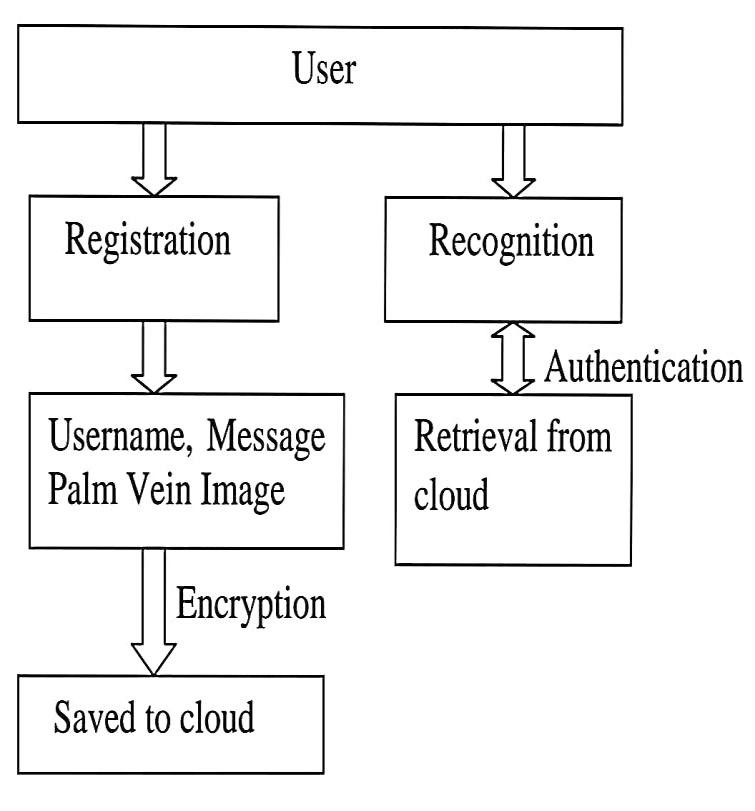 User
Registration
Recognition
Authentication
Username, Message
Palm Vein Image
Retrieval from
cloud
Encryption
Saved to cloud